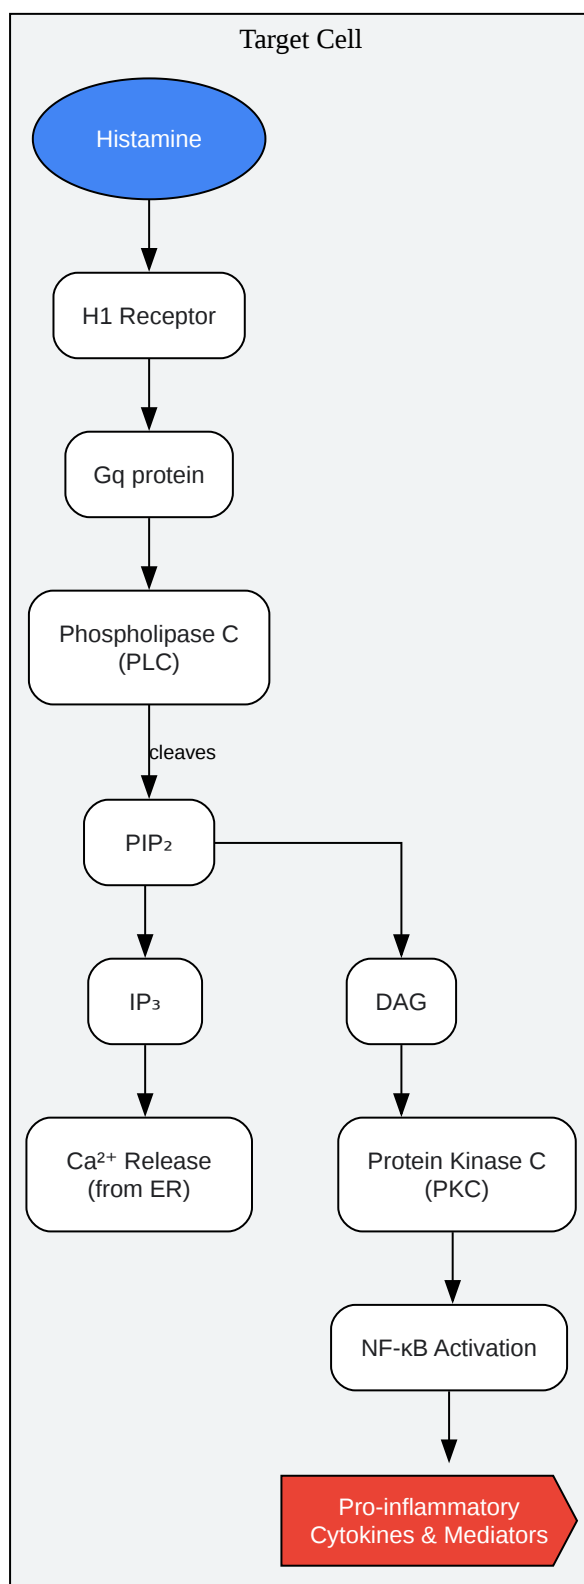 Target Cell
Histamine
H1 Receptor
Gq protein
Phospholipase C
(PLC)
cleaves
PIP₂
IP₃
DAG
Ca²⁺ Release
(from ER)
Protein Kinase C
(PKC)
NF-κB Activation
Pro-inflammatory
Cytokines & Mediators